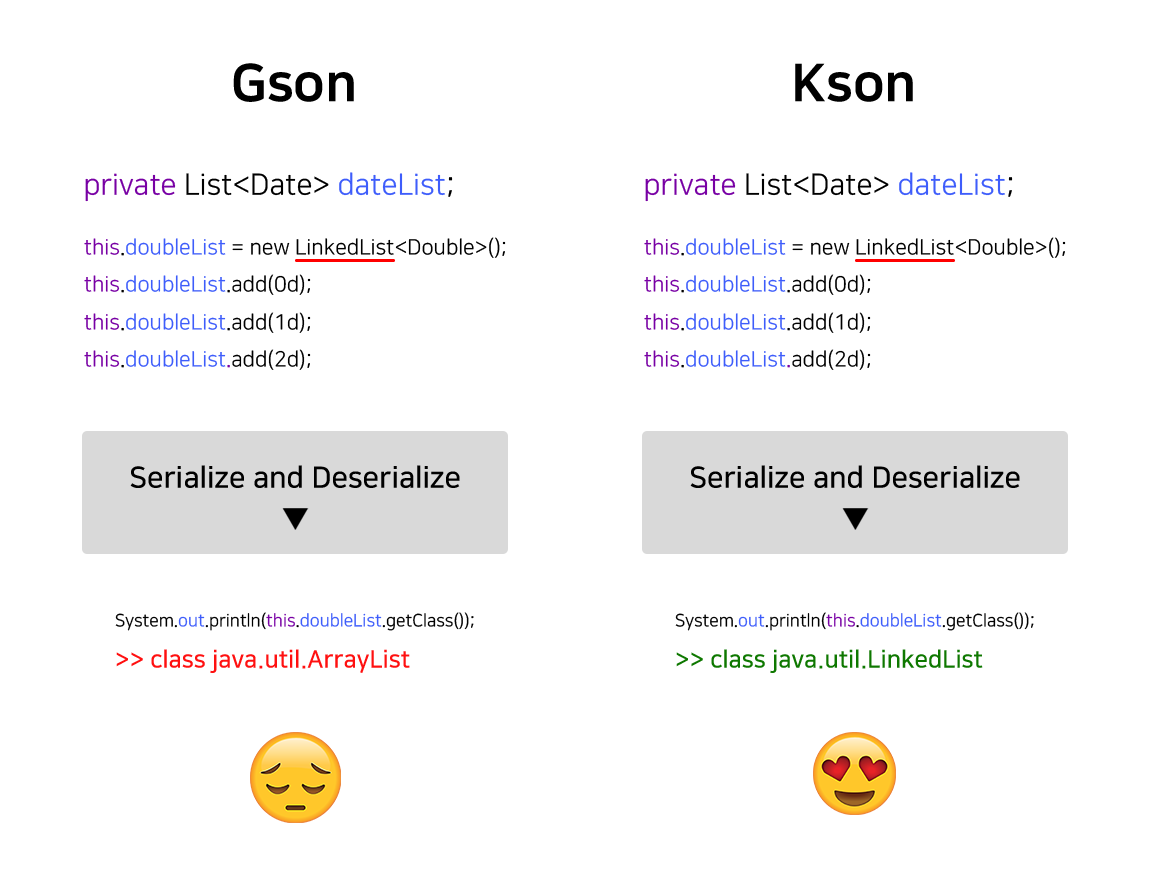 Gson
private List<Date> dateList;
this.doubleList = new LinkedList<Double>();
this.doubleList.add(0d);
this.doubleList.add(1d);
this.doubleList.add(2d);
Serialize and Deserialize
▼
System.out.println(this.doubleList.getClass());
>> class java.util.ArrayList
Kson
private List<Date> dateList;
this.doubleList = new LinkedList<Double>();
this.doubleList.add(0d);
this.doubleList.add(1d);
this.doubleList.add(2d);
Serialize and Deserialize
▼
System.out.println(this.doubleList.getClass());
>> class java.util.LinkedList